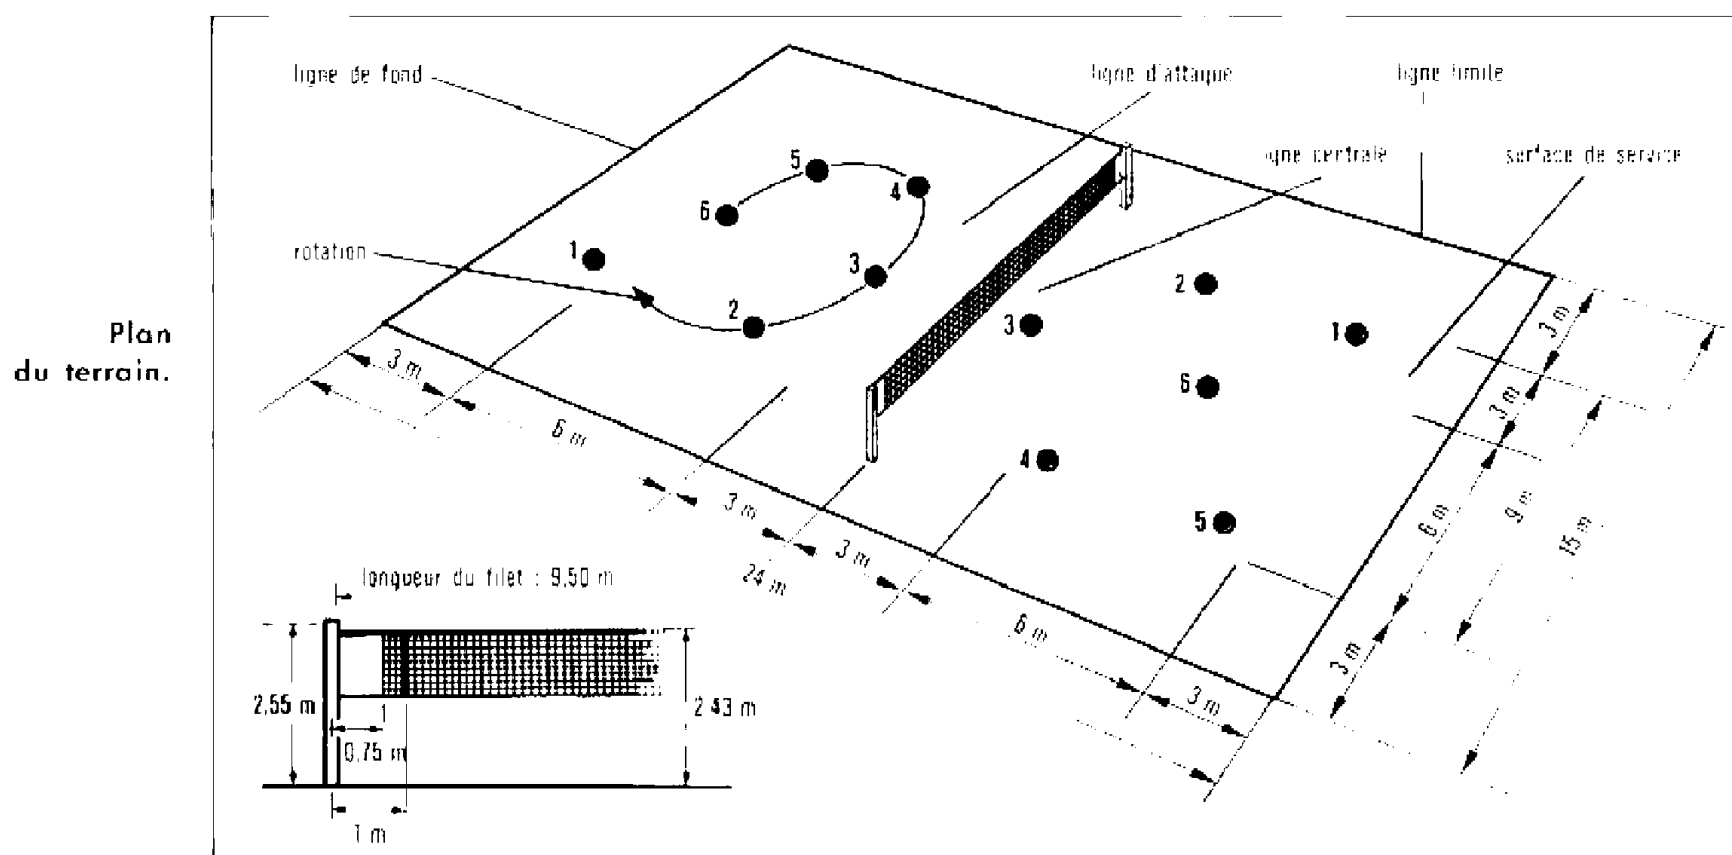 Plan
du terrain.
ligne de fond
ligne d'attaque
ligne limite
ligne centrale
surface de service
rotation
1
2
3
4
5
6
1
2
3
4
5
6
3 m
6 m
3 m
24 m
3 m
6 m
3 m
3 m
3 m
6 m
3 m
9 m
15 m
longueur du filet : 9,50 m
2,55 m
2,43 m
0,75 m
1 m